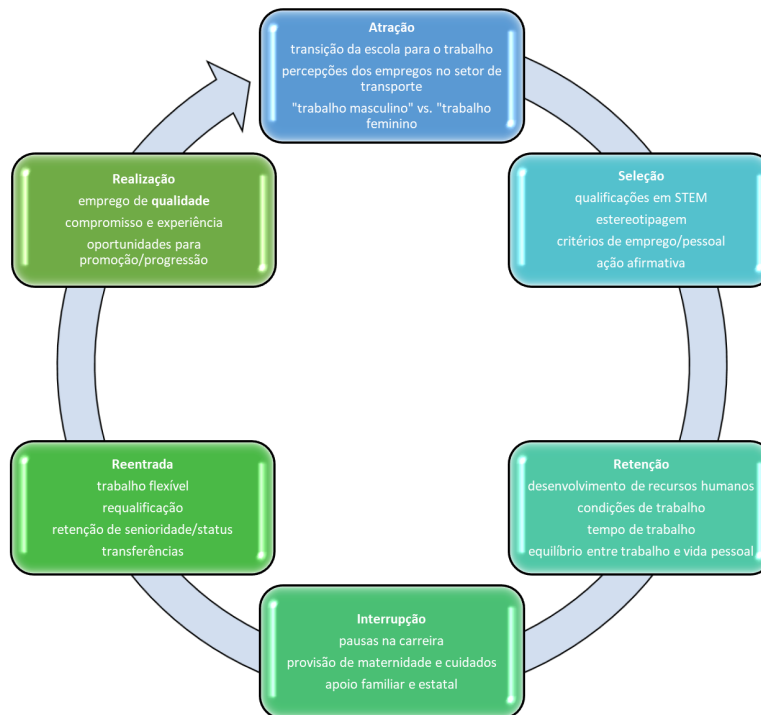 Atração
transição da escola para o trabalho
percepções dos empregos no setor de
transporte
"trabalho masculino" vs. "trabalho
feminino
Seleção
qualificações em STEM
estereotipagem
critérios de emprego/pessoal
ação afirmativa
Retenção
desenvolvimento de recursos humanos
condições de trabalho
tempo de trabalho
equilíbrio entre trabalho e vida pessoal
Interrupção
pausas na carreira
provisão de maternidade e cuidados
apoio familiar e estatal
Reentrada
trabalho flexível
requalificação
retenção de senioridade/status
transferências
Realização
emprego de qualidade
compromisso e experiência
oportunidades para
promoção/progressão